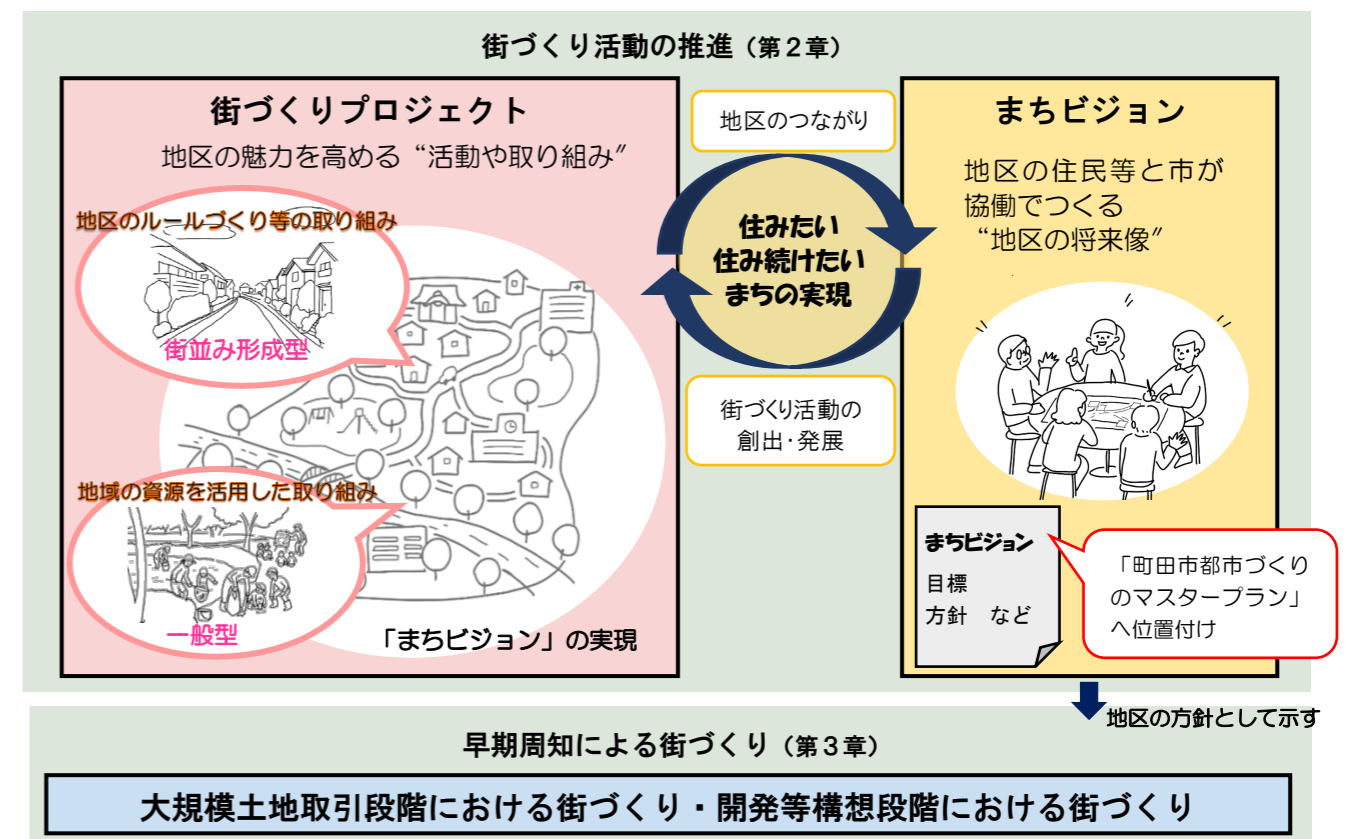 街づくり活動の推進（第２章）
街づくりプロジェクト
地区の魅力を高める“活動や取り組み”
地区のルールづくり等の取り組み
街並み形成型
地域の資源を活用した取り組み
一般型
「まちビジョン」の実現
地区のつながり
住みたい
住み続けたい
まちの実現
街づくり活動の
創出・発展
まちビジョン
地区の住民等と市が
協働でつくる
“地区の将来像”
まちビジョン
目標
方針　など
「町田市都市づくり
のマスタープラン」
へ位置付け
地区の方針として示す
早期周知による街づくり（第３章）
大規模土地取引段階における街づくり・開発等構想段階における街づくり